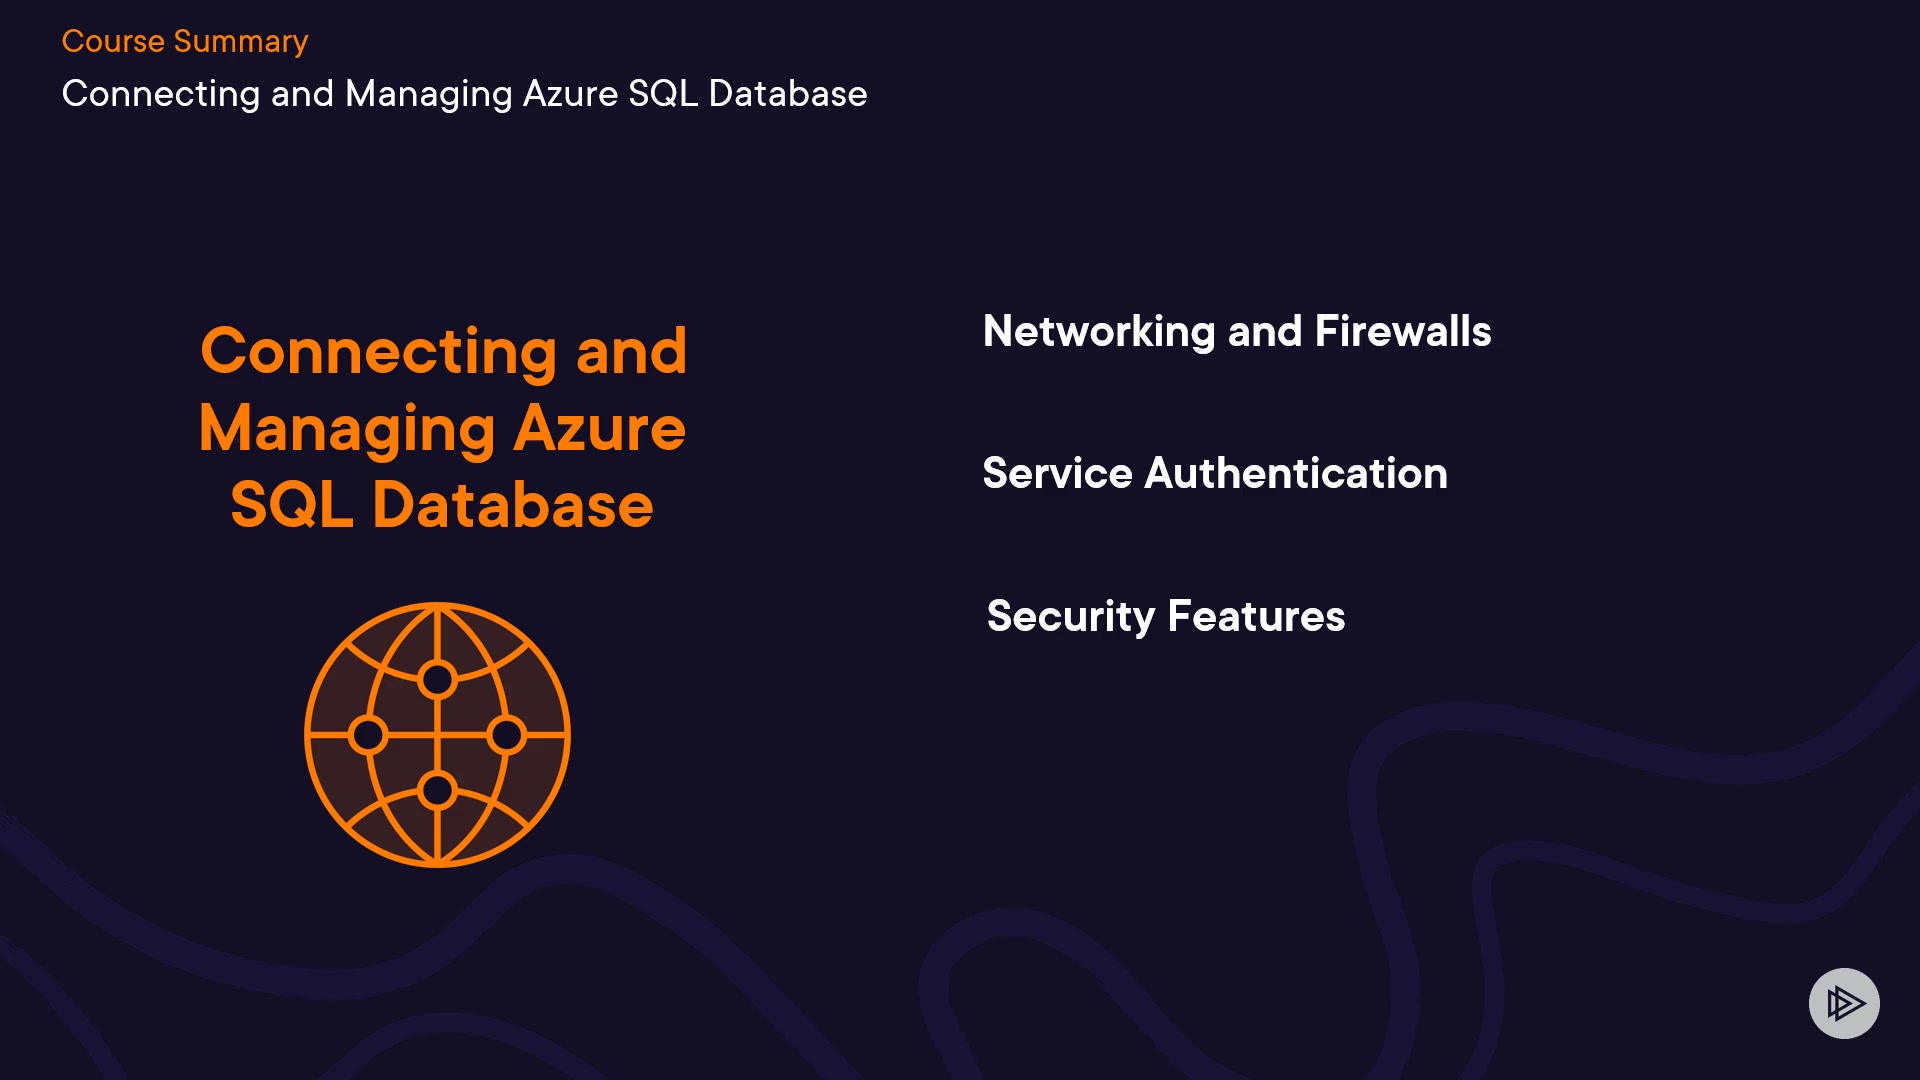 Course Summary
Connecting and Managing Azure SQL Database
Connecting and
Managing Azure
SQL Database
Networking and Firewalls
Service Authentication
Security Features